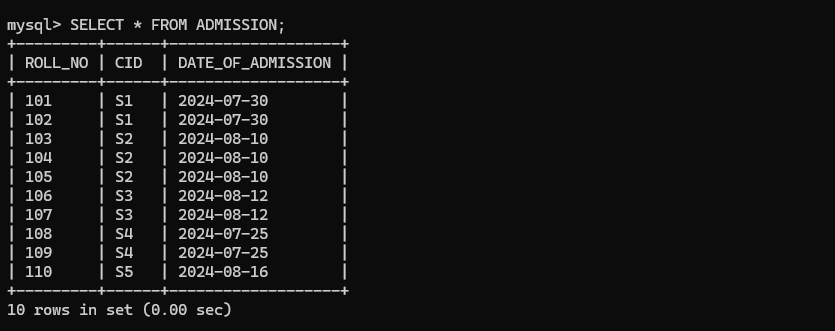 mysql> SELECT * FROM ADMISSION;
+---------+------+-------------------+
| ROLL_NO | CID  | DATE_OF_ADMISSION |
+---------+------+-------------------+
| 101     | S1   | 2024-07-30        |
| 102     | S1   | 2024-07-30        |
| 103     | S2   | 2024-08-10        |
| 104     | S2   | 2024-08-10        |
| 105     | S2   | 2024-08-10        |
| 106     | S3   | 2024-08-12        |
| 107     | S3   | 2024-08-12        |
| 108     | S4   | 2024-07-25        |
| 109     | S4   | 2024-07-25        |
| 110     | S5   | 2024-08-16        |
+---------+------+-------------------+
10 rows in set (0.00 sec)